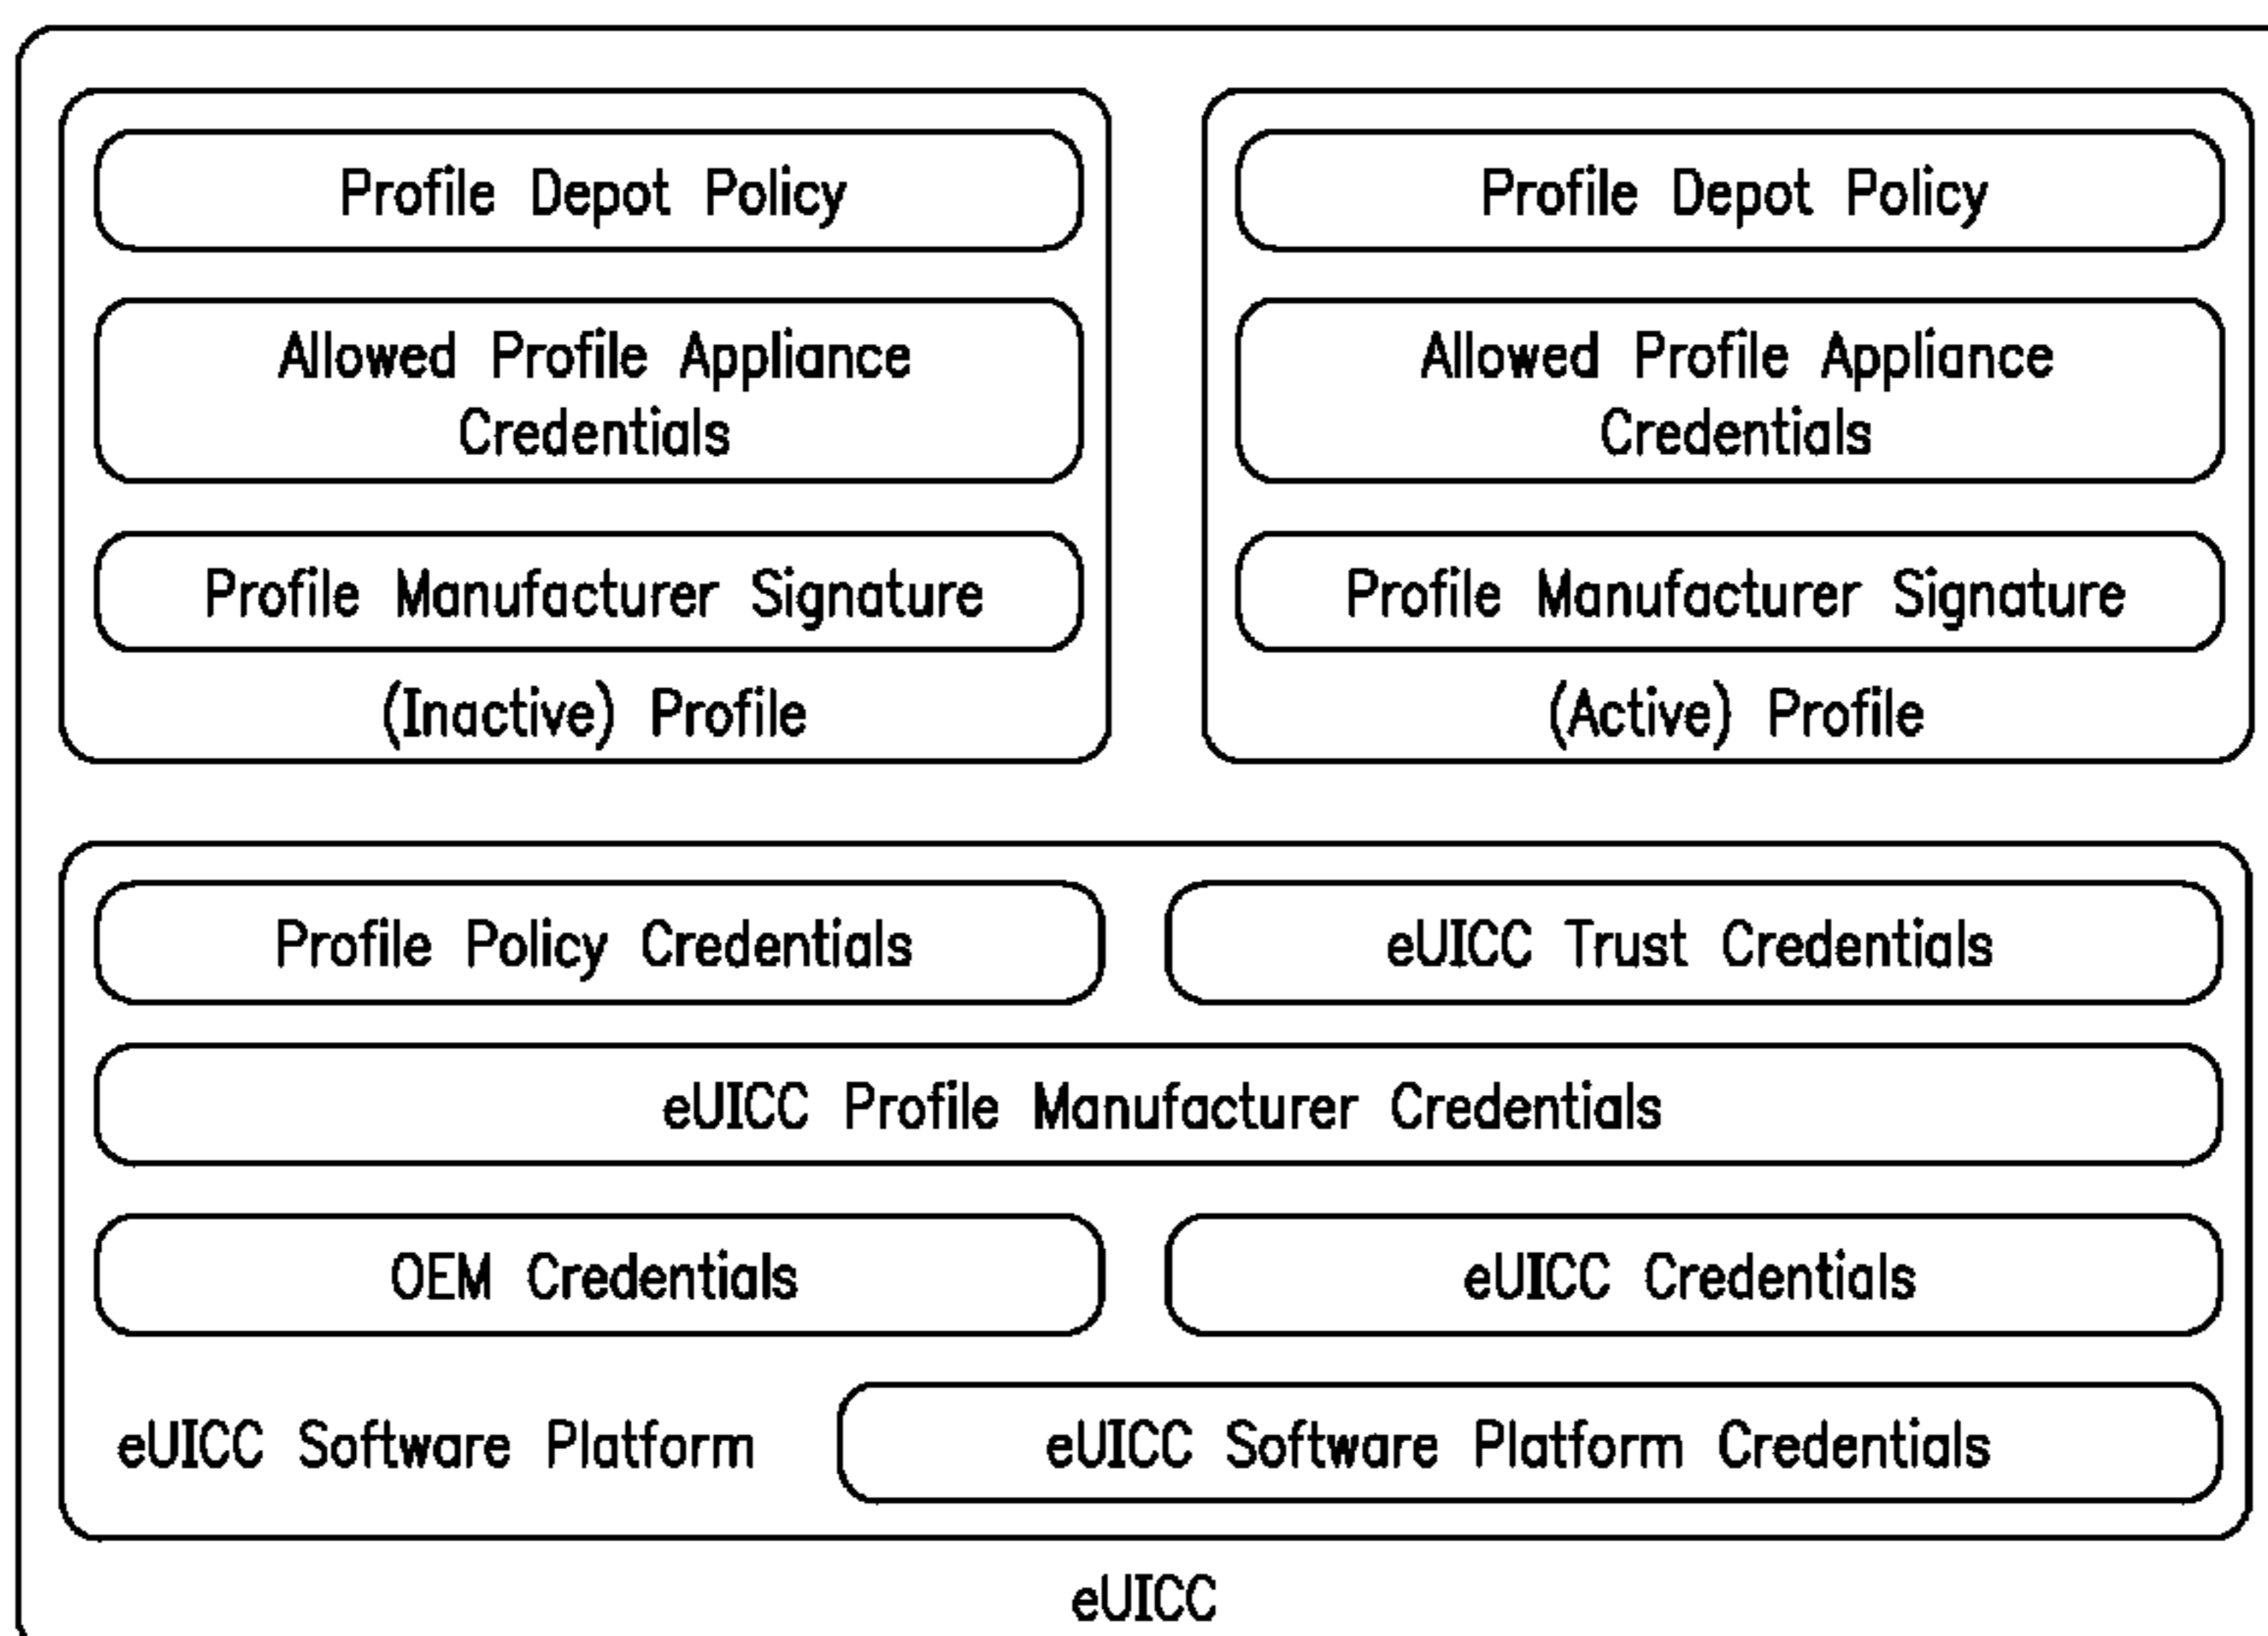 Profile Depot Policy
Allowed Profile Appliance
Credentials
Profile Manufacturer Signature
(Inactive) Profile
Profile Depot Policy
Allowed Profile Appliance
Credentials
Profile Manufacturer Signature
(Active) Profile
Profile Policy Credentials
eUICC Trust Credentials
eUICC Profile Manufacturer Credentials
OEM Credentials
eUICC Credentials
eUICC Software Platform
eUICC Software Platform Credentials
eUICC